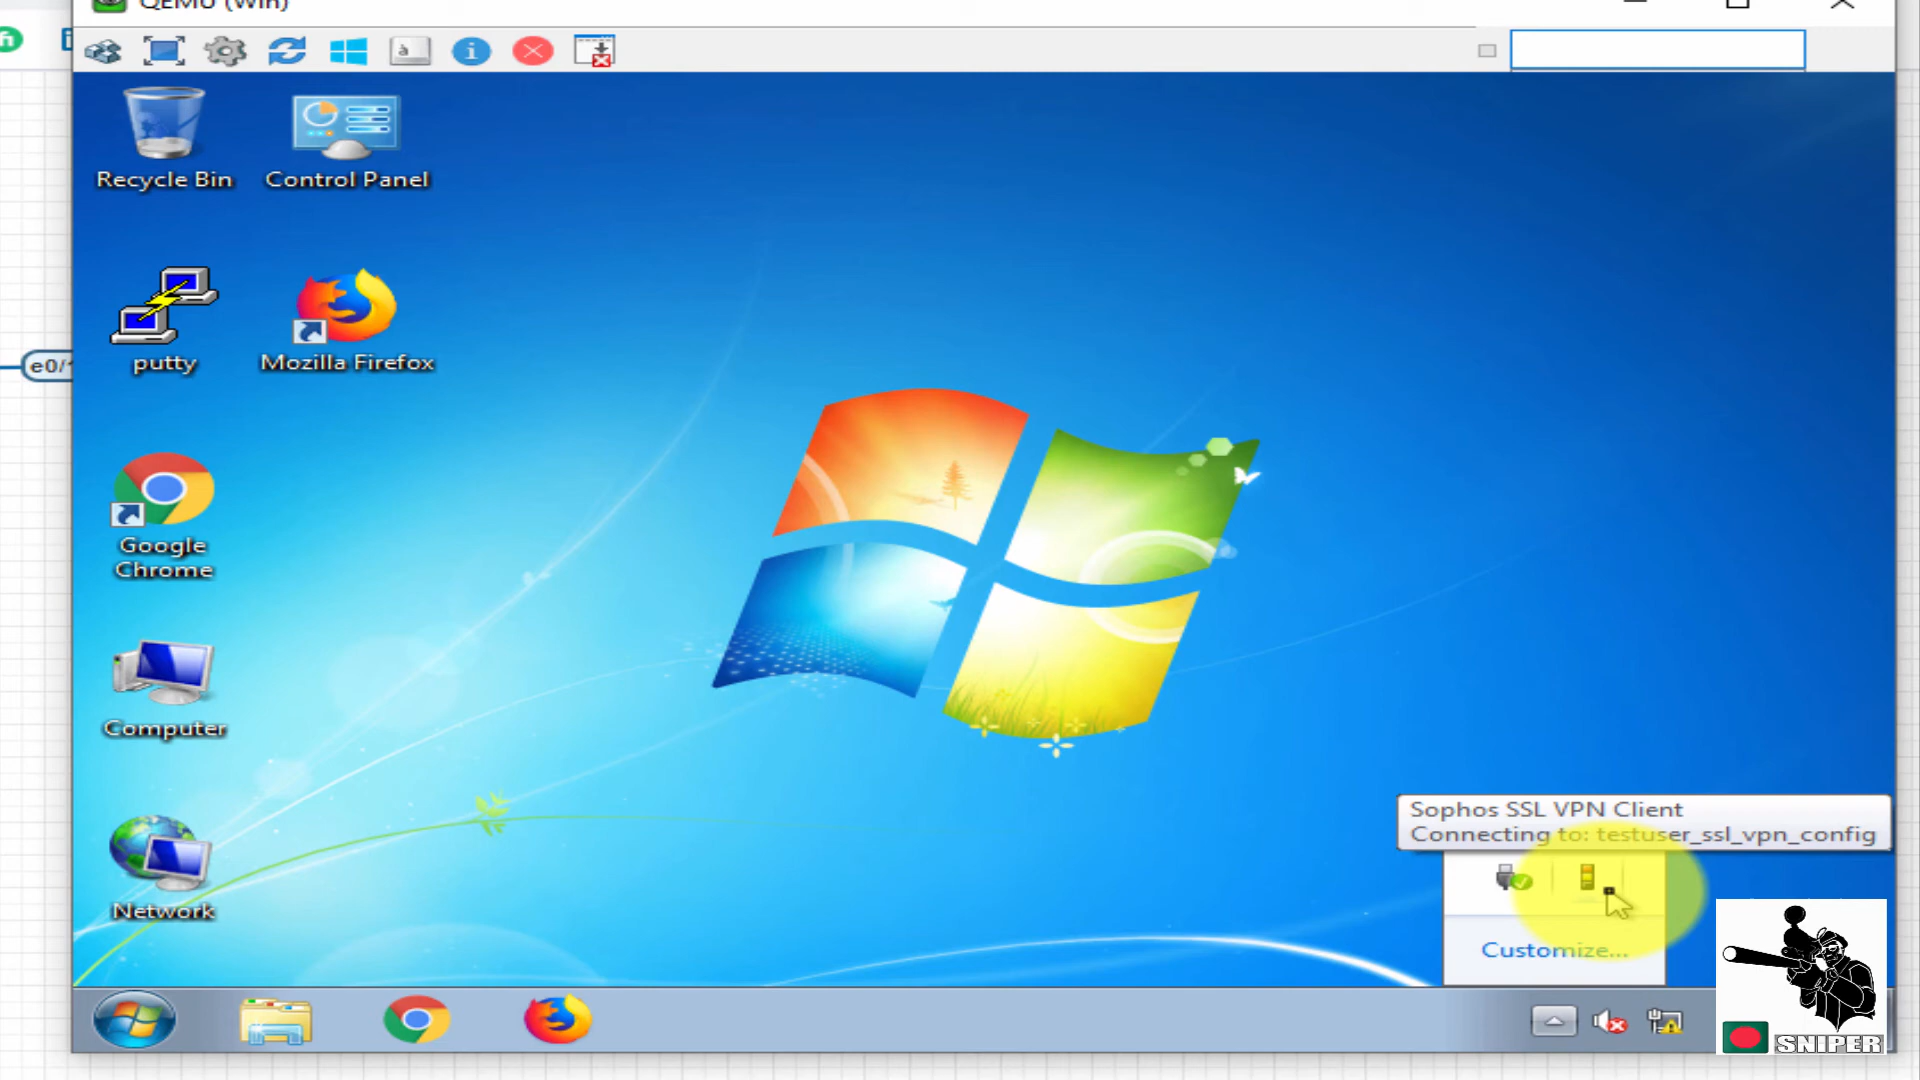 QEMU (Win)
Recycle Bin
Control Panel
putty
Mozilla Firefox
e0/
Google
Chrome
Computer
Network
Sophos SSL VPN Client
Connecting to: testuser_ssl_vpn_config
Customize...
SNIPER